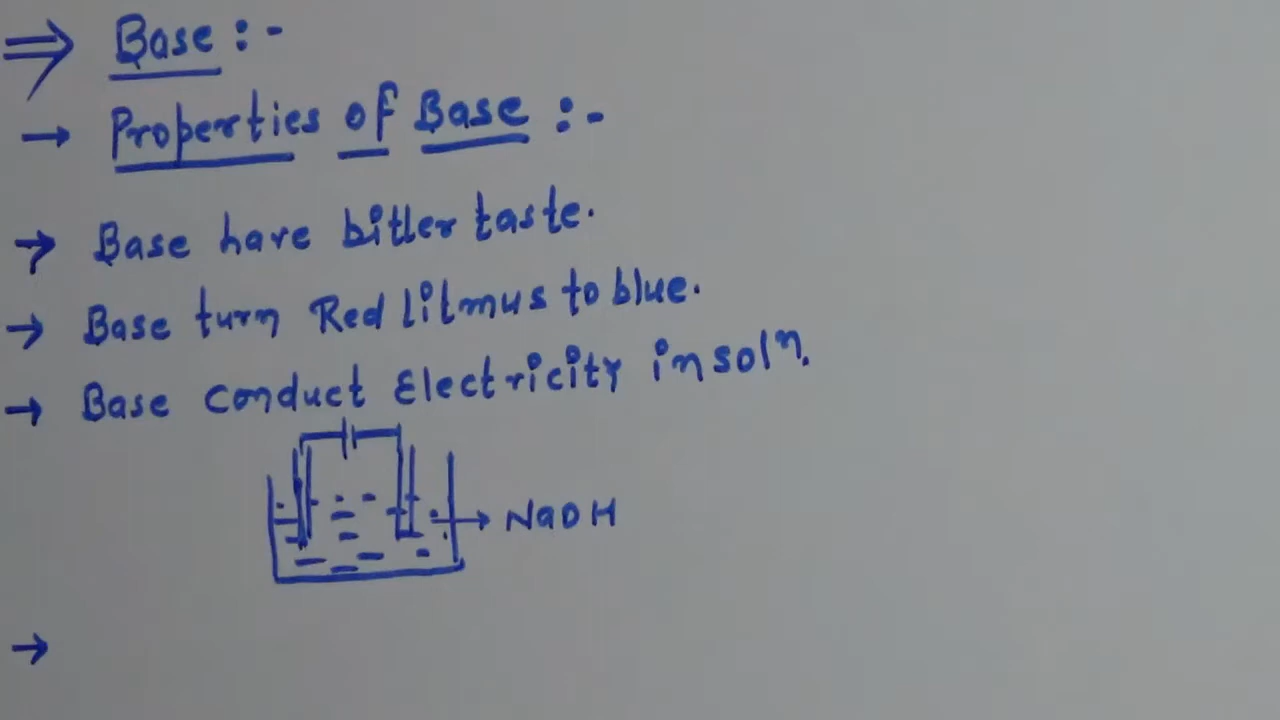 ⇒ Base :-
→ Properties of Base :-
→ Base have bitter taste.
→ Base turn Red litmus to blue.
→ Base conduct Electricity in solⁿ.
→ NaOH
→